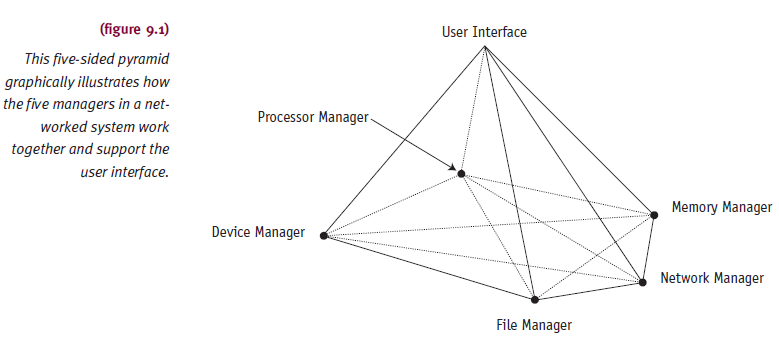 (figure 9.1)
This five-sided pyramid
graphically illustrates how
the five managers in a net-
worked system work
together and support the
user interface.
User Interface
Processor Manager
Memory Manager
Device Manager
Network Manager
File Manager